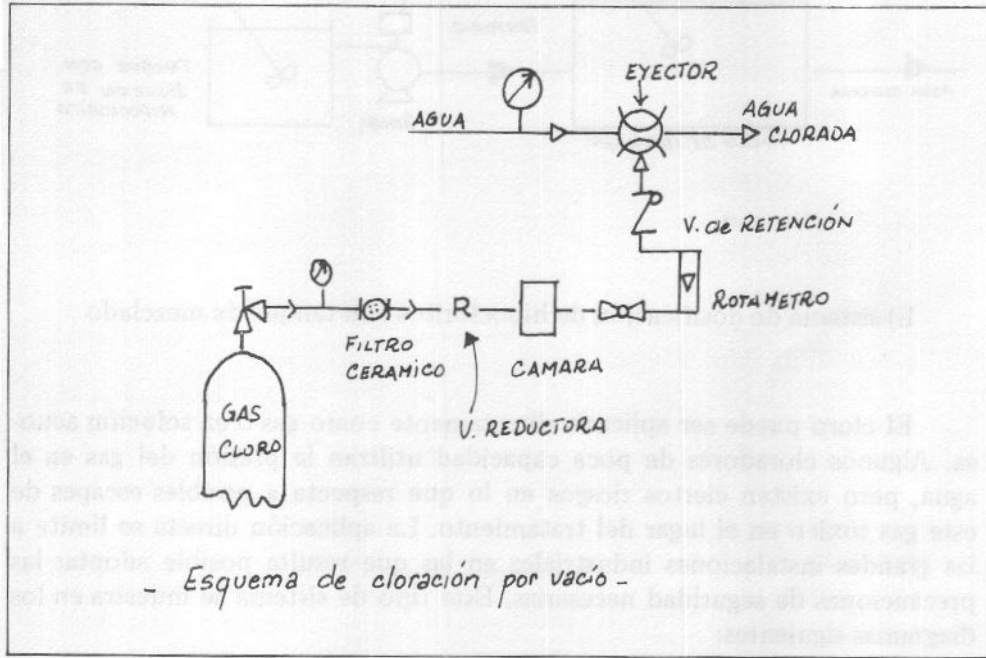 EYECTOR
AGUA
AGUA
CLORADA
V. de RETENCIÓN
ROTAMETRO
FILTRO
CERAMICO
CAMARA
V. REDUCTORA
GAS
CLORO
- Esquema de cloración por vacio -
El cloro puede ser aplicado directamente como gas o en solución acuo-
sa. Algunos cloradores de poca capacidad utilizan la presión del gas en el
agua, pero existen ciertos riesgos en lo que respecta a posibles escapes de
este gas en el lugar del tratamiento. La aplicación directa se limita a
las grandes instalaciones industriales en las que resulta posible adoptar las
precauciones de seguridad necesarias. Este tipo de sistema se muestra en los
diagramas siguientes: